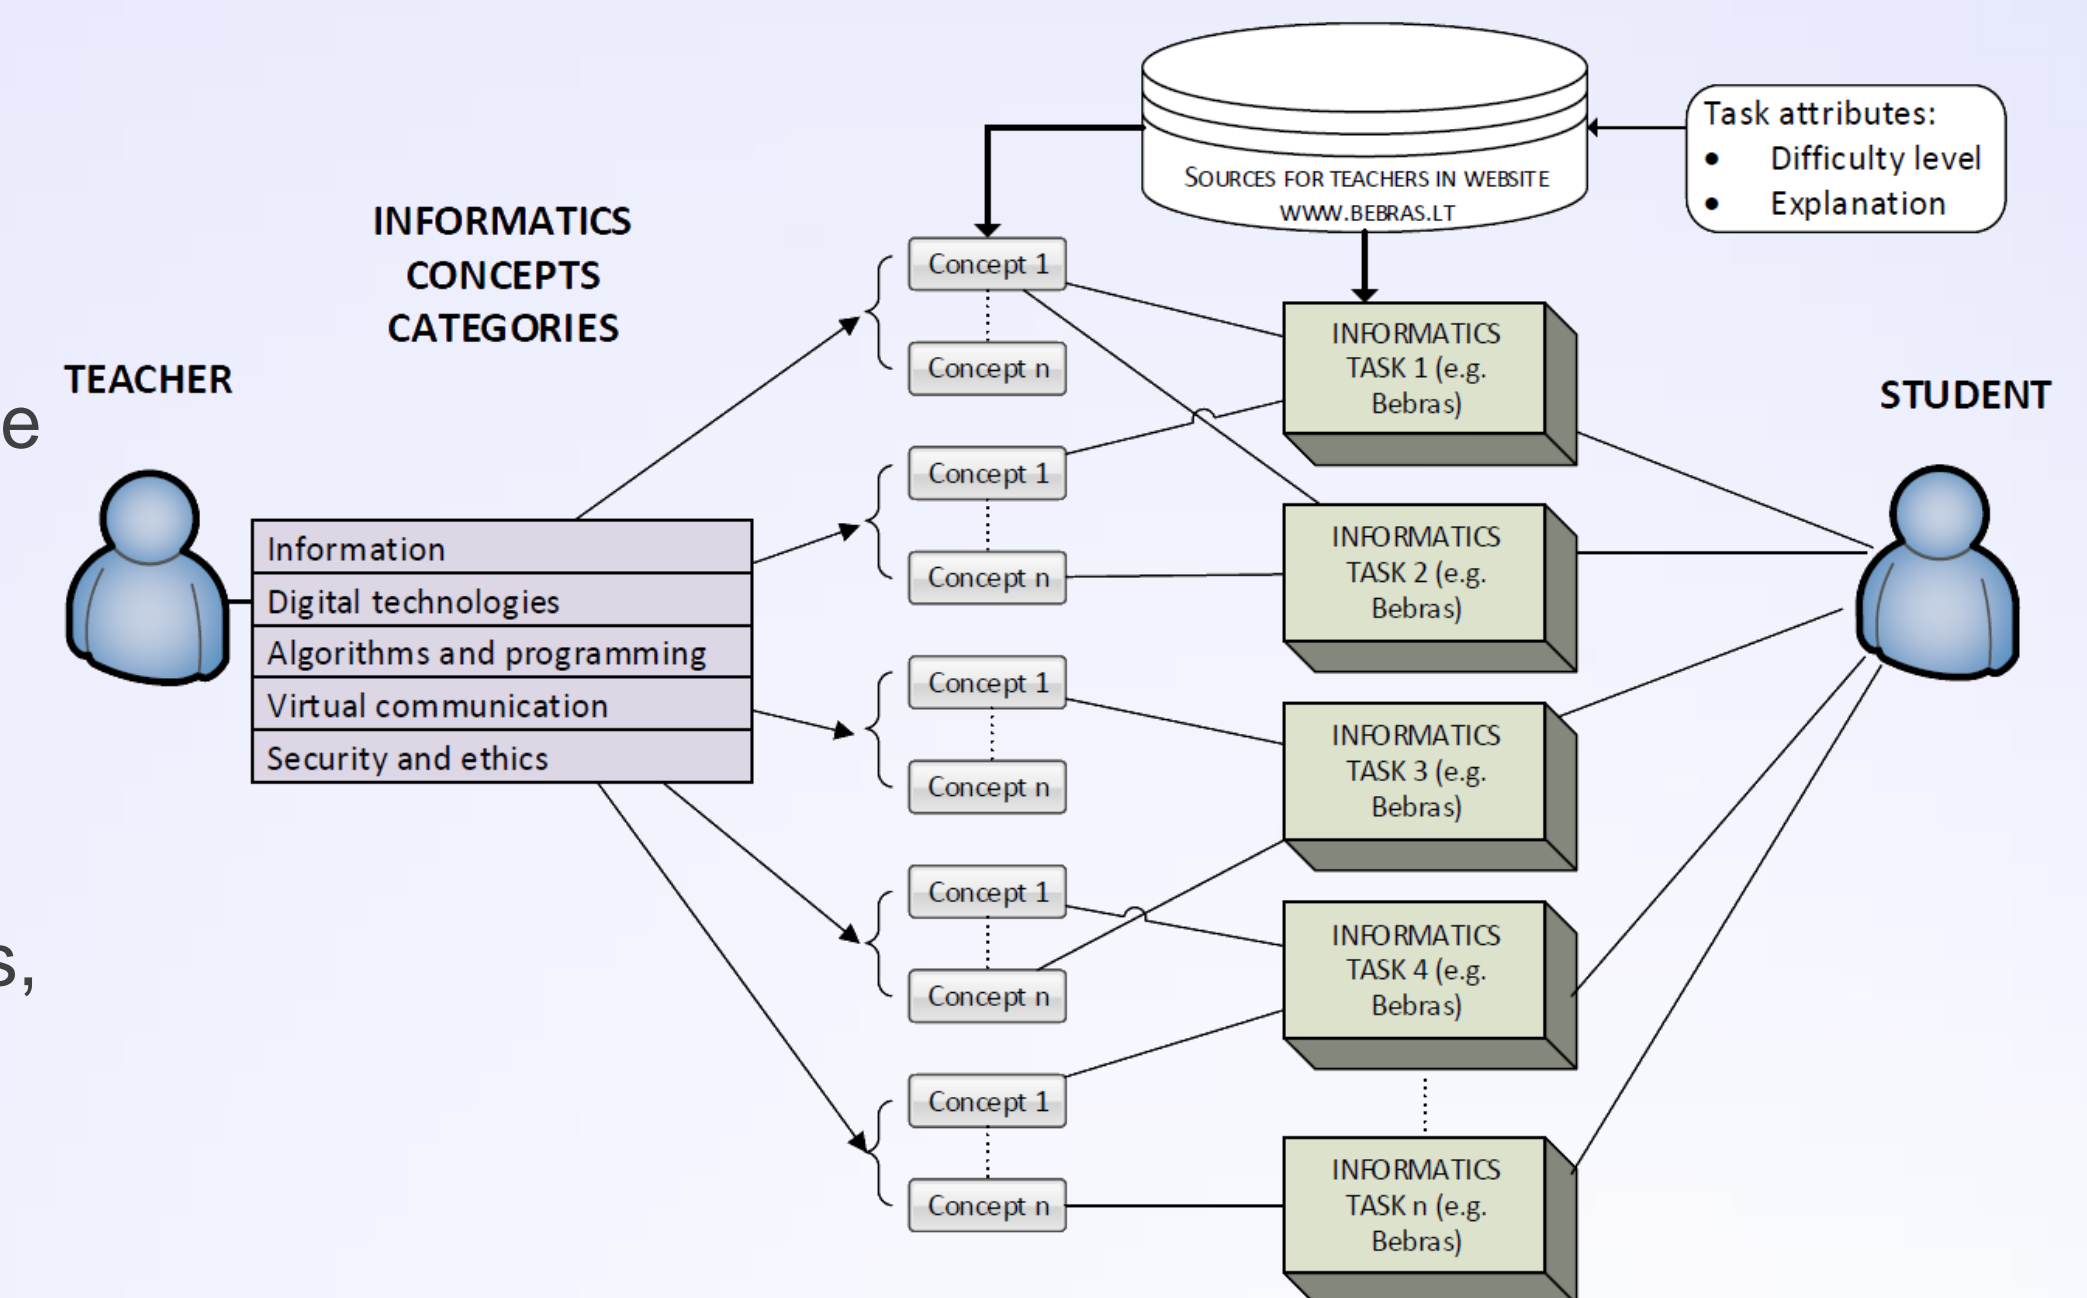 SOURCES FOR TEACHERS IN WEBSITE
WWW.BEBRAS.LT
Task attributes:
• Difficulty level
• Explanation
INFORMATICS
CONCEPTS
CATEGORIES
TEACHER
e
s,
Information
Digital technologies
Algorithms and programming
Virtual communication
Security and ethics
Concept 1
Concept n
Concept 1
Concept n
Concept 1
Concept n
Concept 1
Concept n
Concept 1
Concept n
INFORMATICS
TASK 1 (e.g.
Bebras)
INFORMATICS
TASK 2 (e.g.
Bebras)
INFORMATICS
TASK 3 (e.g.
Bebras)
INFORMATICS
TASK 4 (e.g.
Bebras)
INFORMATICS
TASK n (e.g.
Bebras)
STUDENT